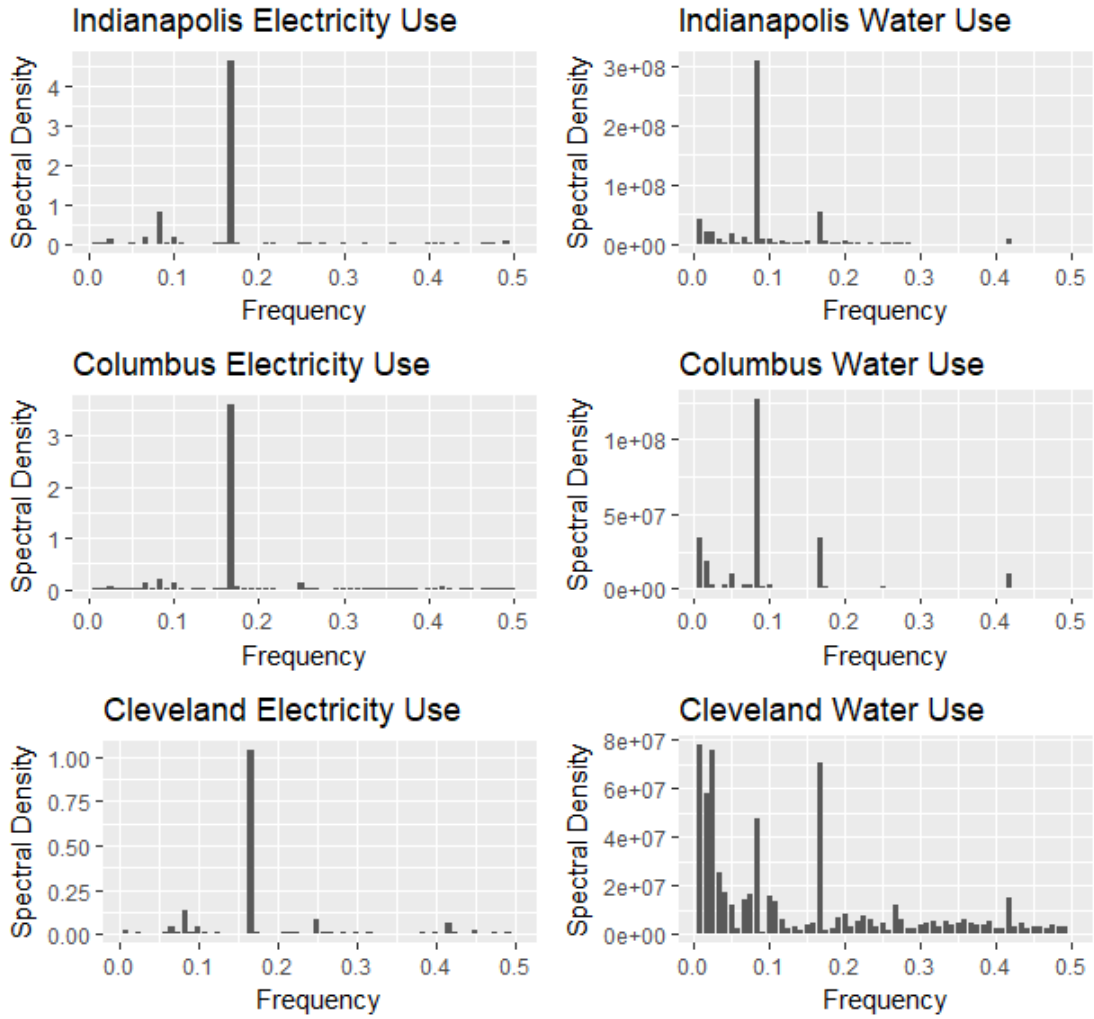 Indianapolis Electricity Use
Spectral Density
4
3
2
1
0
0.0 0.1 0.2 0.3 0.4 0.5
Frequency
Indianapolis Water Use
Spectral Density
3e+08
2e+08
1e+08
0e+00
0.0 0.1 0.2 0.3 0.4 0.5
Frequency
Columbus Electricity Use
Spectral Density
3
2
1
0
0.0 0.1 0.2 0.3 0.4 0.5
Frequency
Columbus Water Use
Spectral Density
1e+08
5e+07
0e+00
0.0 0.1 0.2 0.3 0.4 0.5
Frequency
Cleveland Electricity Use
Spectral Density
1.00
0.75
0.50
0.25
0.00
0.0 0.1 0.2 0.3 0.4 0.5
Frequency
Cleveland Water Use
Spectral Density
8e+07
6e+07
4e+07
2e+07
0e+00
0.0 0.1 0.2 0.3 0.4 0.5
Frequency